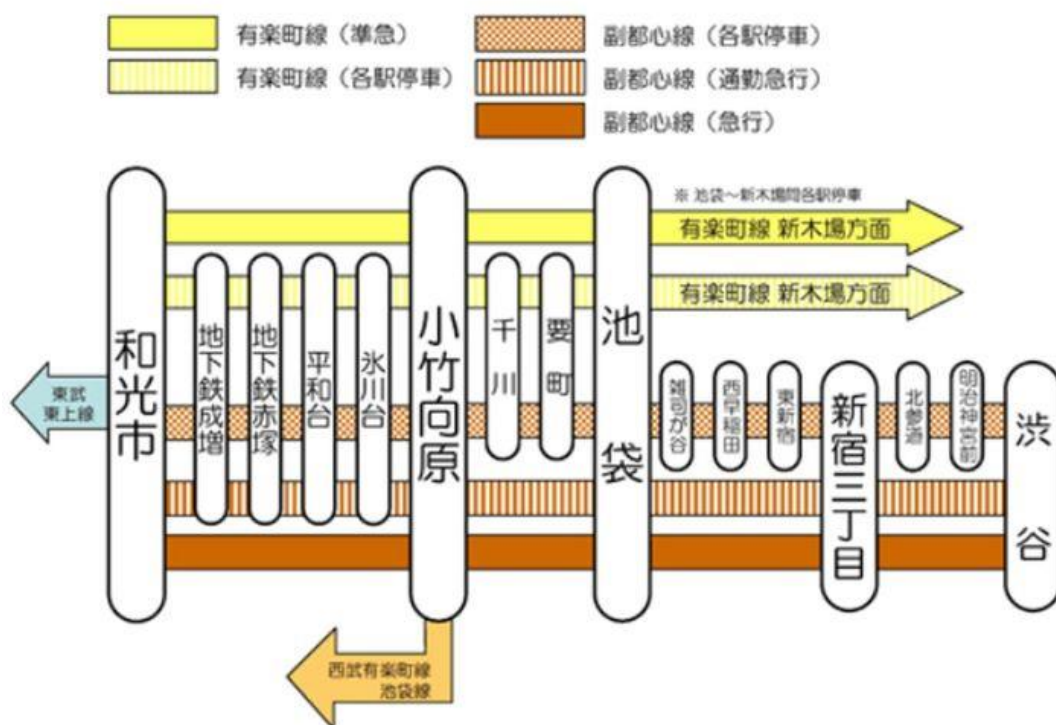 有楽町線（準急）
副都心線（各駅停車）
有楽町線（各駅停車）
副都心線（通勤急行）
副都心線（急行）
※ 池袋～新木場間各駅停車
有楽町線 新木場方面
有楽町線 新木場方面
和光市
地下鉄成増
地下鉄赤塚
平和台
氷川台
小竹向原
千川
要町
池袋
雑司が谷
西早稲田
東新宿
新宿三丁目
北参道
明治神宮前
渋谷
東武
東上線
西武有楽町線
池袋線